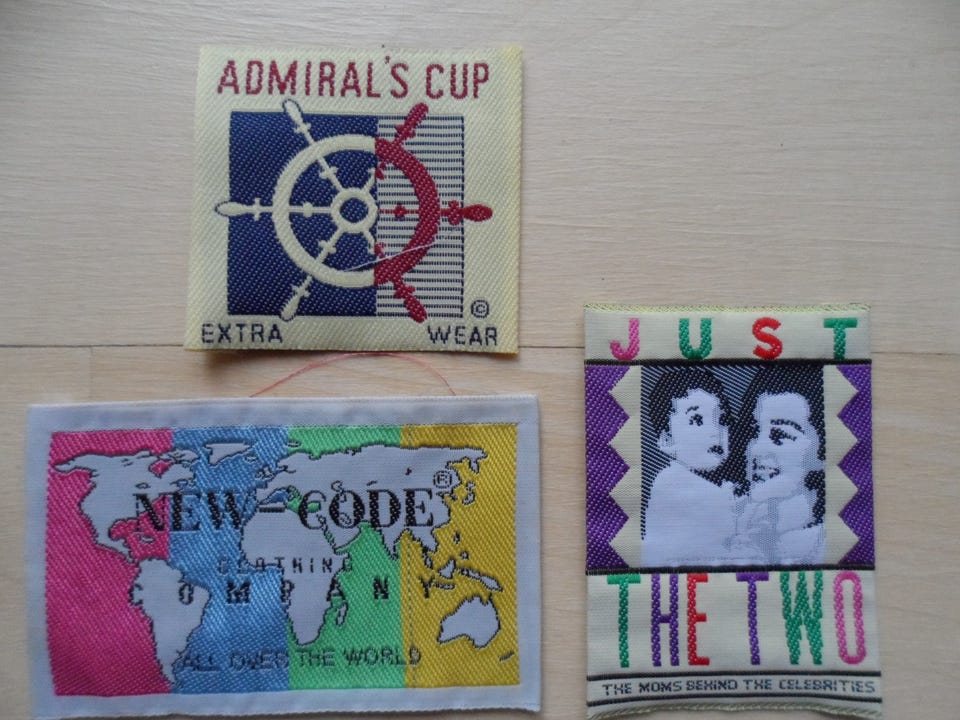 ADMIRAL'S CUP
©
EXTRA WEAR
NEW-CODE®
CLOTHING
COMPANY
ALL OVER THE WORLD
JUST
THE TWO
THE MOMS BEHIND THE CELEBRITIES